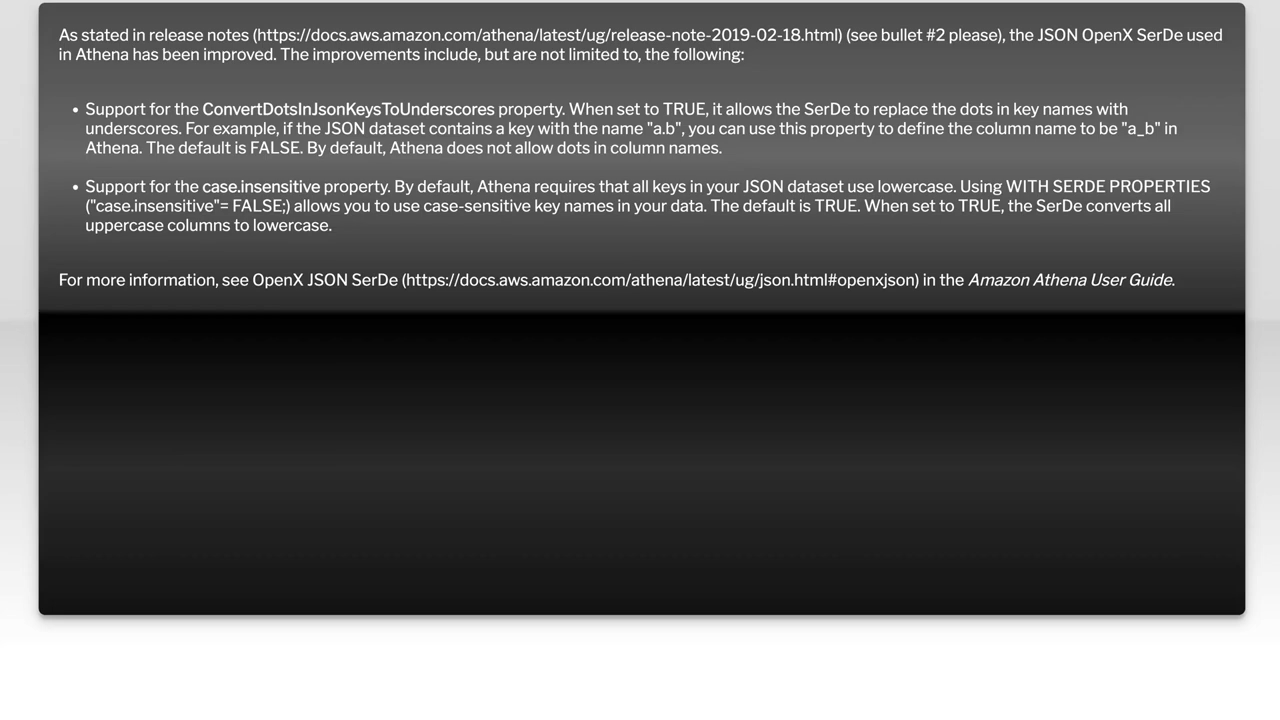 As stated in release notes (https://docs.aws.amazon.com/athena/latest/ug/release-note-2019-02-18.html) (see bullet #2 please), the JSON OpenX SerDe used
in Athena has been improved. The improvements include, but are not limited to, the following:
• Support for the ConvertDotsInJsonKeysToUnderscores property. When set to TRUE, it allows the SerDe to replace the dots in key names with
underscores. For example, if the JSON dataset contains a key with the name "a.b", you can use this property to define the column name to be "a_b" in
Athena. The default is FALSE. By default, Athena does not allow dots in column names.
• Support for the case.insensitive property. By default, Athena requires that all keys in your JSON dataset use lowercase. Using WITH SERDE PROPERTIES
("case.insensitive"= FALSE;) allows you to use case-sensitive key names in your data. The default is TRUE. When set to TRUE, the SerDe converts all
uppercase columns to lowercase.
For more information, see OpenX JSON SerDe (https://docs.aws.amazon.com/athena/latest/ug/json.html#openxjson) in the Amazon Athena User Guide.